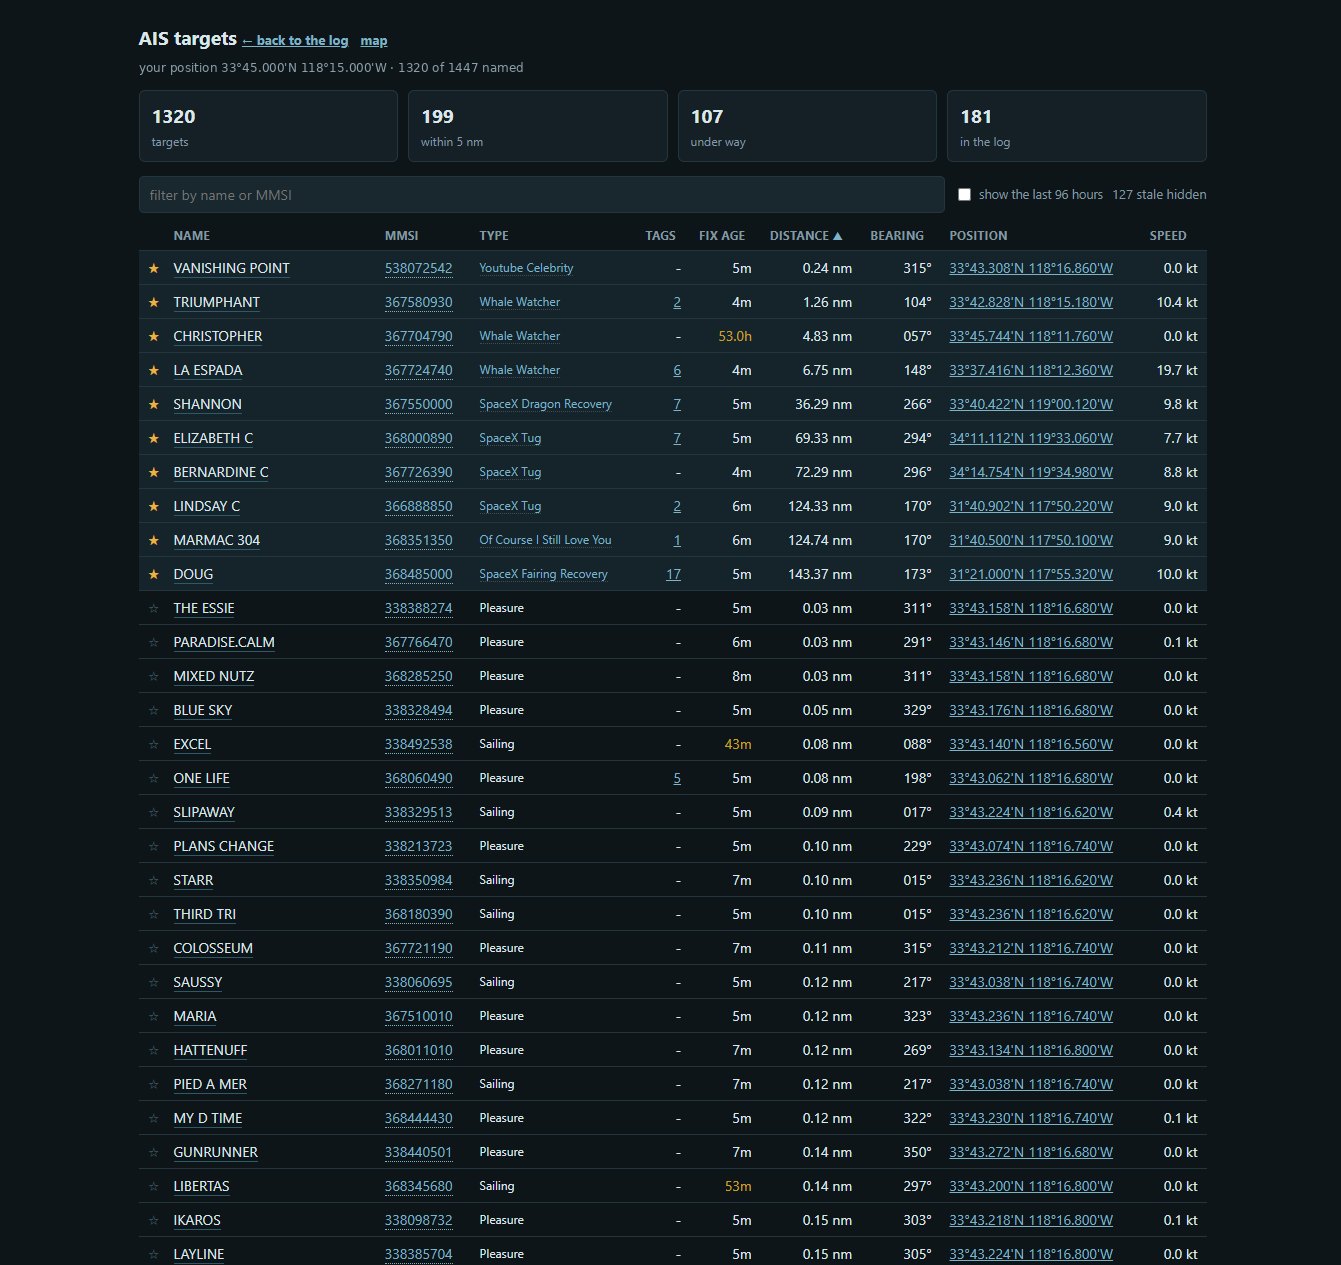 AIS targets ← back to the log map
your position 33°45.000'N 118°15.000'W · 1320 of 1447 named
1320 199 107 181
targets within 5 nm under way in the log
filter by name or MMSI show the last 96 hours 127 stale hidden
NAME MMSI TYPE TAGS FIX AGE DISTANCE ▲ BEARING POSITION SPEED
★ VANISHING POINT 538072542 Youtube Celebrity - 5m 0.24 nm 315° 33°43.308'N 118°16.860'W 0.0 kt
★ TRIUMPHANT 367580930 Whale Watcher 2 4m 1.26 nm 104° 33°42.828'N 118°15.180'W 10.4 kt
★ CHRISTOPHER 367704790 Whale Watcher - 53.0h 4.83 nm 057° 33°45.744'N 118°11.760'W 0.0 kt
★ LA ESPADA 367724740 Whale Watcher 6 4m 6.75 nm 148° 33°37.416'N 118°12.360'W 19.7 kt
★ SHANNON 367550000 SpaceX Dragon Recovery 7 5m 36.29 nm 266° 33°40.422'N 119°00.120'W 9.8 kt
★ ELIZABETH C 368000890 SpaceX Tug 7 5m 69.33 nm 294° 34°11.112'N 119°33.060'W 7.7 kt
★ BERNARDINE C 367726390 SpaceX Tug - 4m 72.29 nm 296° 34°14.754'N 119°34.980'W 8.8 kt
★ LINDSAY C 366888850 SpaceX Tug 2 6m 124.33 nm 170° 31°40.902'N 117°50.220'W 9.0 kt
★ MARMAC 304 368351350 Of Course I Still Love You 1 6m 124.74 nm 170° 31°40.500'N 117°50.100'W 9.0 kt
★ DOUG 368485000 SpaceX Fairing Recovery 17 5m 143.37 nm 173° 31°21.000'N 117°55.320'W 10.0 kt
☆ THE ESSIE 338388274 Pleasure - 5m 0.03 nm 311° 33°43.158'N 118°16.680'W 0.0 kt
☆ PARADISE.CALM 367766470 Pleasure - 6m 0.03 nm 291° 33°43.146'N 118°16.680'W 0.1 kt
☆ MIXED NUTZ 368285250 Pleasure - 8m 0.03 nm 311° 33°43.158'N 118°16.680'W 0.0 kt
☆ BLUE SKY 338328494 Pleasure - 5m 0.05 nm 329° 33°43.176'N 118°16.680'W 0.0 kt
☆ EXCEL 338492538 Sailing - 43m 0.08 nm 088° 33°43.140'N 118°16.560'W 0.0 kt
☆ ONE LIFE 368060490 Pleasure 5 5m 0.08 nm 198° 33°43.062'N 118°16.680'W 0.0 kt
☆ SLIPAWAY 338329513 Sailing - 5m 0.09 nm 017° 33°43.224'N 118°16.620'W 0.4 kt
☆ PLANS CHANGE 338213723 Pleasure - 5m 0.10 nm 229° 33°43.074'N 118°16.740'W 0.0 kt
☆ STARR 338350984 Sailing - 7m 0.10 nm 015° 33°43.236'N 118°16.620'W 0.0 kt
☆ THIRD TRI 368180390 Sailing - 5m 0.10 nm 015° 33°43.236'N 118°16.620'W 0.0 kt
☆ COLOSSEUM 367721190 Pleasure - 7m 0.11 nm 315° 33°43.212'N 118°16.740'W 0.0 kt
☆ SAUSSY 338060695 Sailing - 5m 0.12 nm 217° 33°43.038'N 118°16.740'W 0.0 kt
☆ MARIA 367510010 Pleasure - 5m 0.12 nm 323° 33°43.236'N 118°16.740'W 0.0 kt
☆ HATTENUFF 368011010 Pleasure - 7m 0.12 nm 269° 33°43.134'N 118°16.800'W 0.0 kt
☆ PIED A MER 368271180 Sailing - 7m 0.12 nm 217° 33°43.038'N 118°16.740'W 0.0 kt
☆ MY D TIME 368444430 Pleasure - 5m 0.12 nm 322° 33°43.230'N 118°16.740'W 0.1 kt
☆ GUNRUNNER 338440501 Pleasure - 7m 0.14 nm 350° 33°43.272'N 118°16.680'W 0.0 kt
☆ LIBERTAS 368345680 Sailing - 53m 0.14 nm 297° 33°43.200'N 118°16.800'W 0.0 kt
☆ IKAROS 338098732 Pleasure - 5m 0.15 nm 303° 33°43.218'N 118°16.800'W 0.1 kt
☆ LAYLINE 338385704 Pleasure - 5m 0.15 nm 305° 33°43.224'N 118°16.800'W 0.0 kt